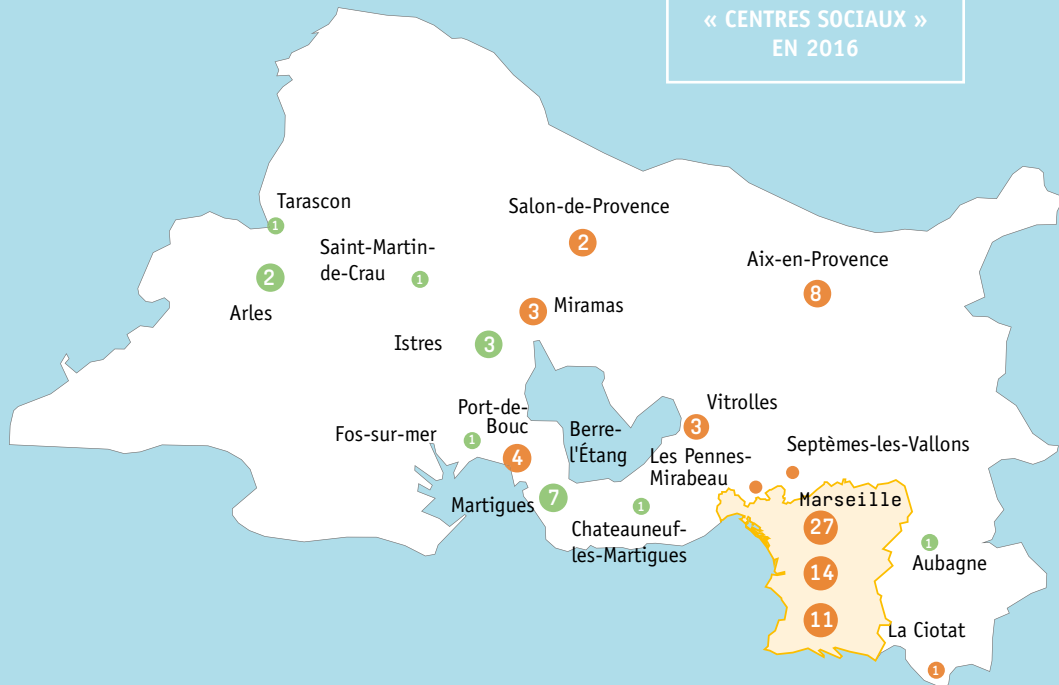 « CENTRES SOCIAUX »
EN 2016
Tarascon
1
Salon-de-Provence
2
Saint-Martin-
de-Crau
1
Aix-en-Provence
8
2
Arles
3
Miramas
Istres
3
Port-de-
Bouc
4
Fos-sur-mer
1
Berre-
l'Étang
Vitrolles
3
Septèmes-les-Vallons
Les Pennes-
Mirabeau
Martigues
7
1
Chateauneuf-
les-Martigues
Marseille
27
14
11
1
Aubagne
La Ciotat
1